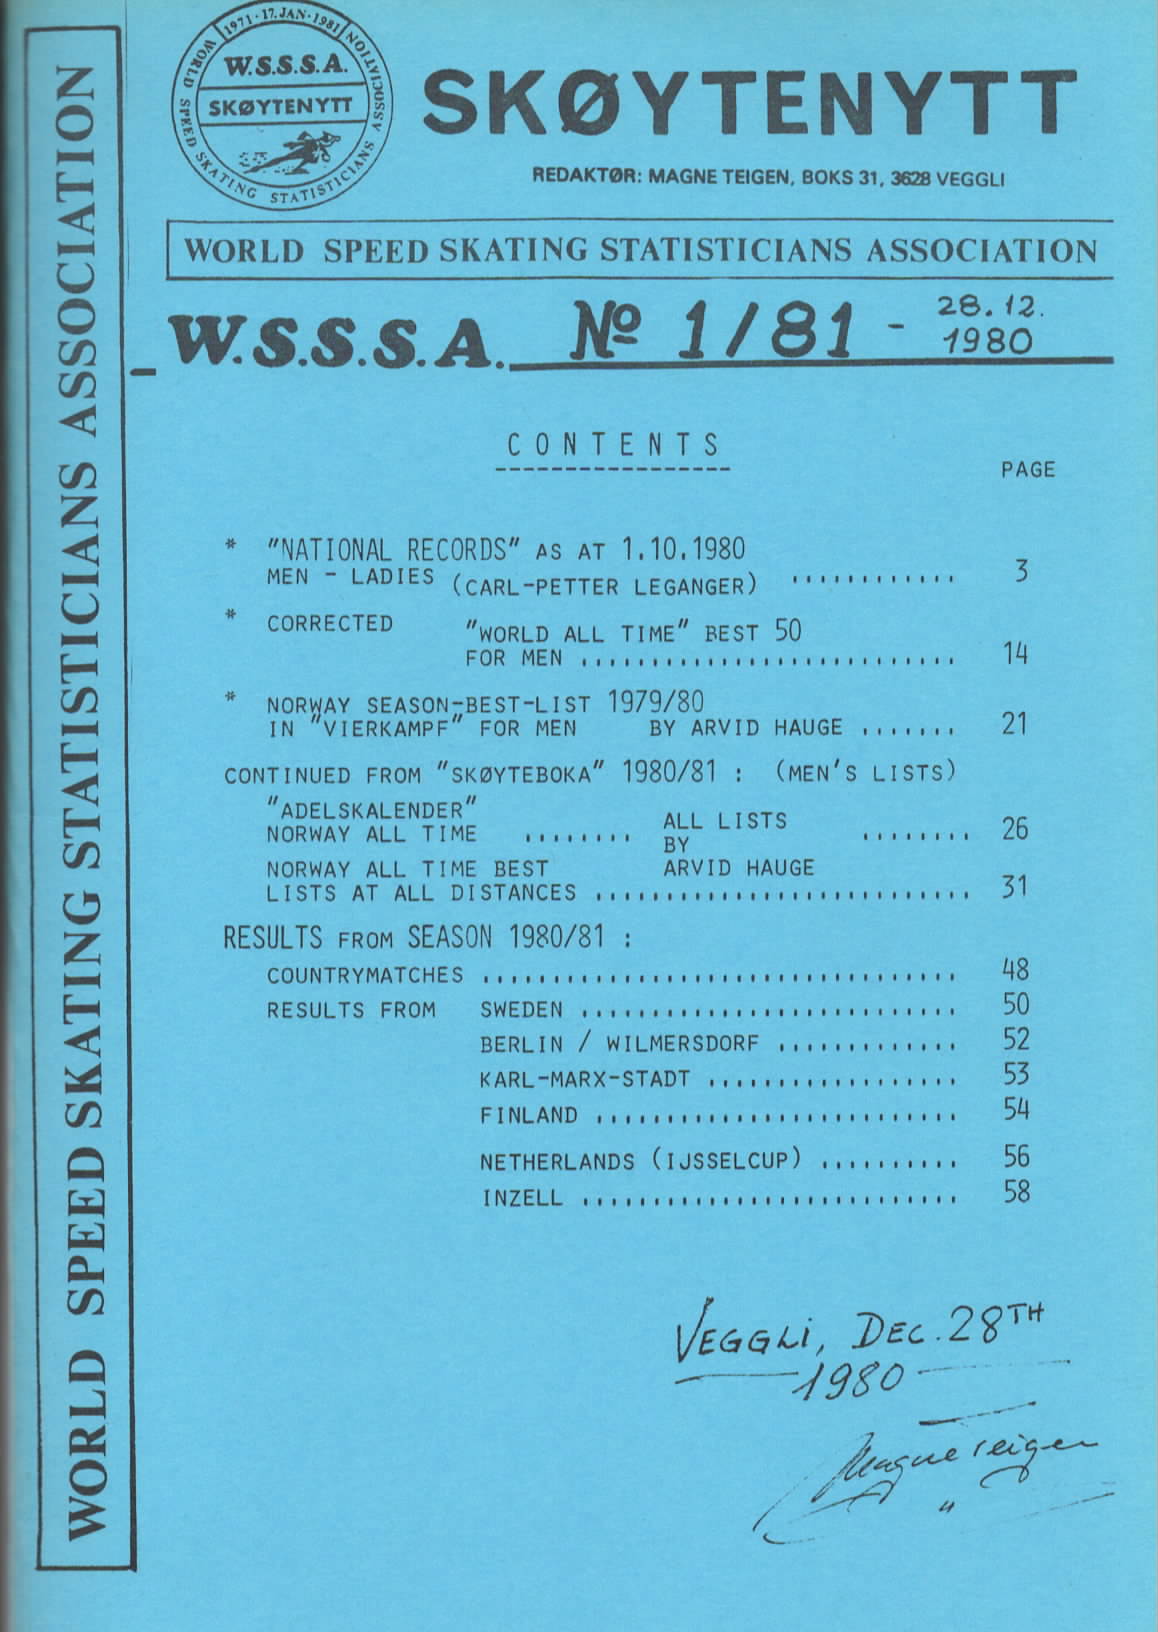 WORLD SPEED SKATING STATISTICIANS ASSOCIATION
1971 · 17. JAN · 1981
WORLD SPEED SKATING STATISTICIANS ASSOCIATION
W.S.S.S.A.
SKØYTENYTT
SKØYTENYTT
REDAKTØR: MAGNE TEIGEN, BOKS 31, 3628 VEGGLI
WORLD SPEED SKATING STATISTICIANS ASSOCIATION
W.S.S.S.A. Nº 1/81 - 28.12.
1980
CONTENTS
PAGE
* "NATIONAL RECORDS" AS AT 1.10.1980
MEN - LADIES (CARL-PETTER LEGANGER) ............ 3
* CORRECTED "WORLD ALL TIME" BEST 50
FOR MEN ........................... 14
* NORWAY SEASON-BEST-LIST 1979/80
IN "VIERKAMPF" FOR MEN BY ARVID HAUGE ....... 21
CONTINUED FROM "SKØYTEBOKA" 1980/81 : (MEN'S LISTS)
"ADELSKALENDER"
NORWAY ALL TIME ........ ALL LISTS ........ 26
BY
NORWAY ALL TIME BEST ARVID HAUGE
LISTS AT ALL DISTANCES ........................... 31
RESULTS FROM SEASON 1980/81 :
COUNTRYMATCHES .................................. 48
RESULTS FROM SWEDEN ........................... 50
BERLIN / WILMERSDORF ............. 52
KARL-MARX-STADT .................. 53
FINLAND .......................... 54
NETHERLANDS (IJSSELCUP) .......... 56
INZELL ........................... 58
VEGGLI, DEC. 28TH
1980
Magne Teigen